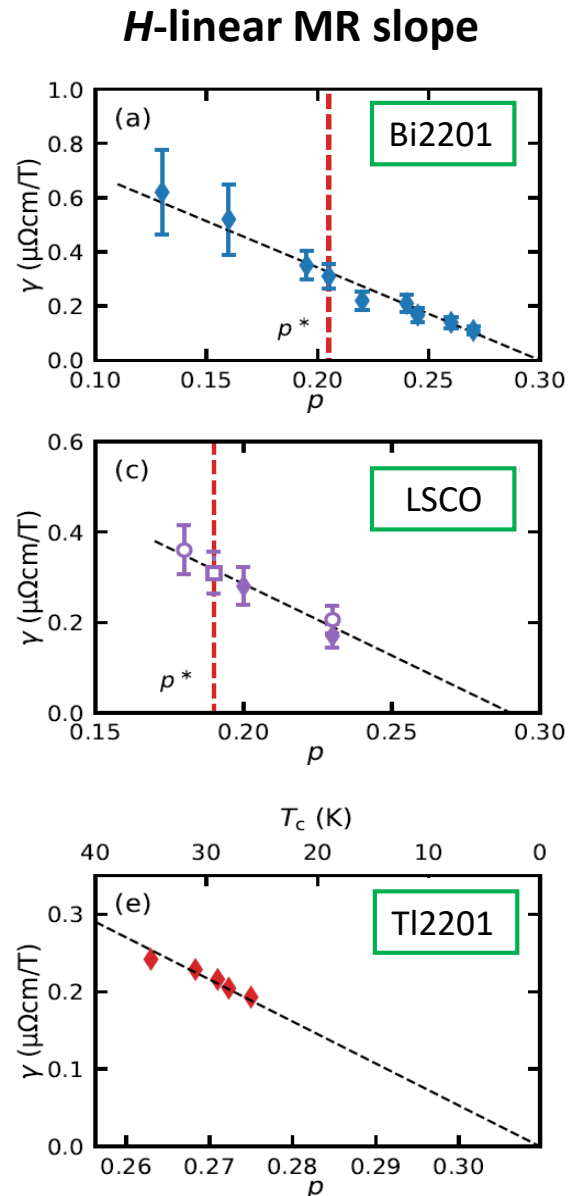 H-linear MR slope
(a)
Bi2201
γ (μΩcm/T)
1.0
0.8
0.6
0.4
0.2
0.0
p *
0.10 0.15 0.20 0.25 0.30
p
(c)
LSCO
γ (μΩcm/T)
0.6
0.4
0.2
0.0
p *
0.15 0.20 0.25 0.30
p
Tc (K)
40 30 20 10 0
(e)
Tl2201
γ (μΩcm/T)
0.3
0.2
0.1
0.0
0.26 0.27 0.28 0.29 0.30
p